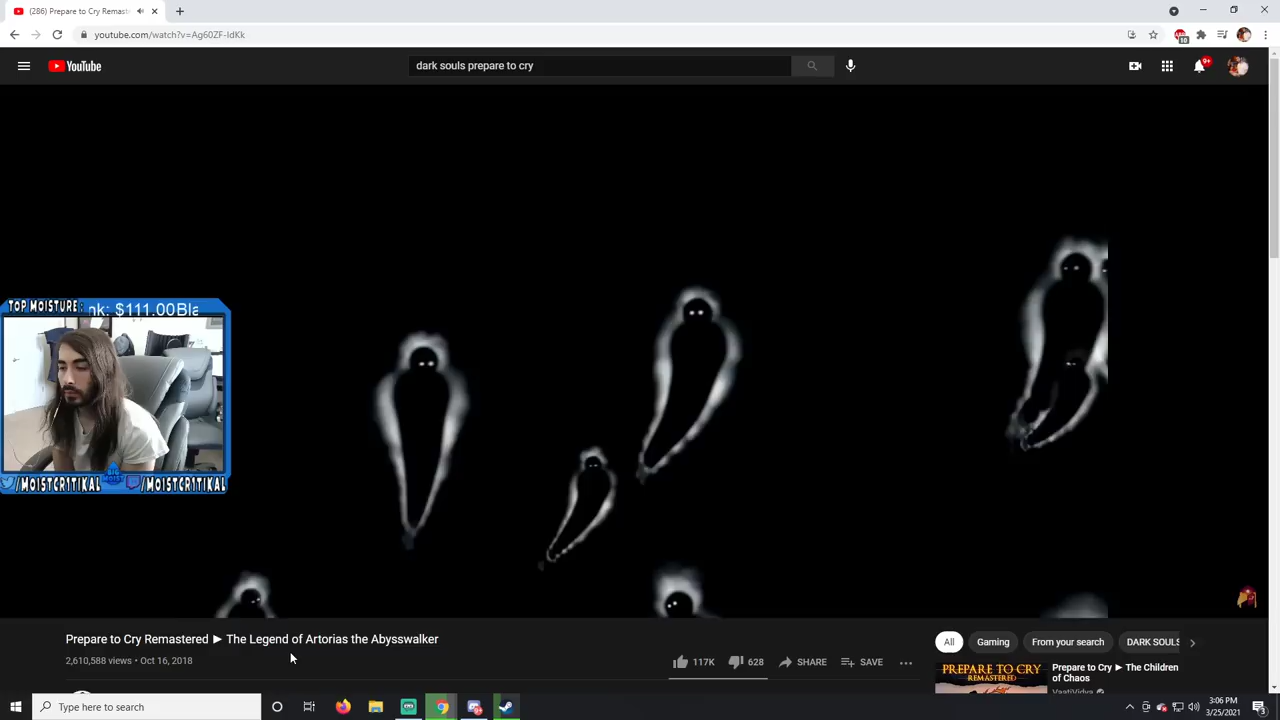 (286) Prepare to Cry Remast
youtube.com/watch?v=Ag60ZF-IdKk
YouTube
dark souls prepare to cry
9+
TOP MOISTURE:
nk: $111.00Bla
/MOISTCR1TIKAL
/MOISTCR1TIKAL
Prepare to Cry Remastered ► The Legend of Artorias the Abysswalker
2,610,588 views • Oct 16, 2018
117K
628
SHARE
SAVE
All
Gaming
From your search
DARK SOULS
PREPARE TO CRY
REMASTERED
Prepare to Cry ► The Children
of Chaos
VaatiVidya
Type here to search
3:06 PM
3/25/2021